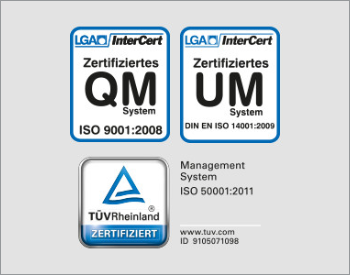 LGA InterCert
Zertifiziertes
QM
System
ISO 9001:2008
LGA InterCert
Zertifiziertes
UM
System
DIN EN ISO 14001:2009
TÜVRheinland
ZERTIFIZIERT
Management
System
ISO 50001:2011
www.tuv.com
ID 9105071098